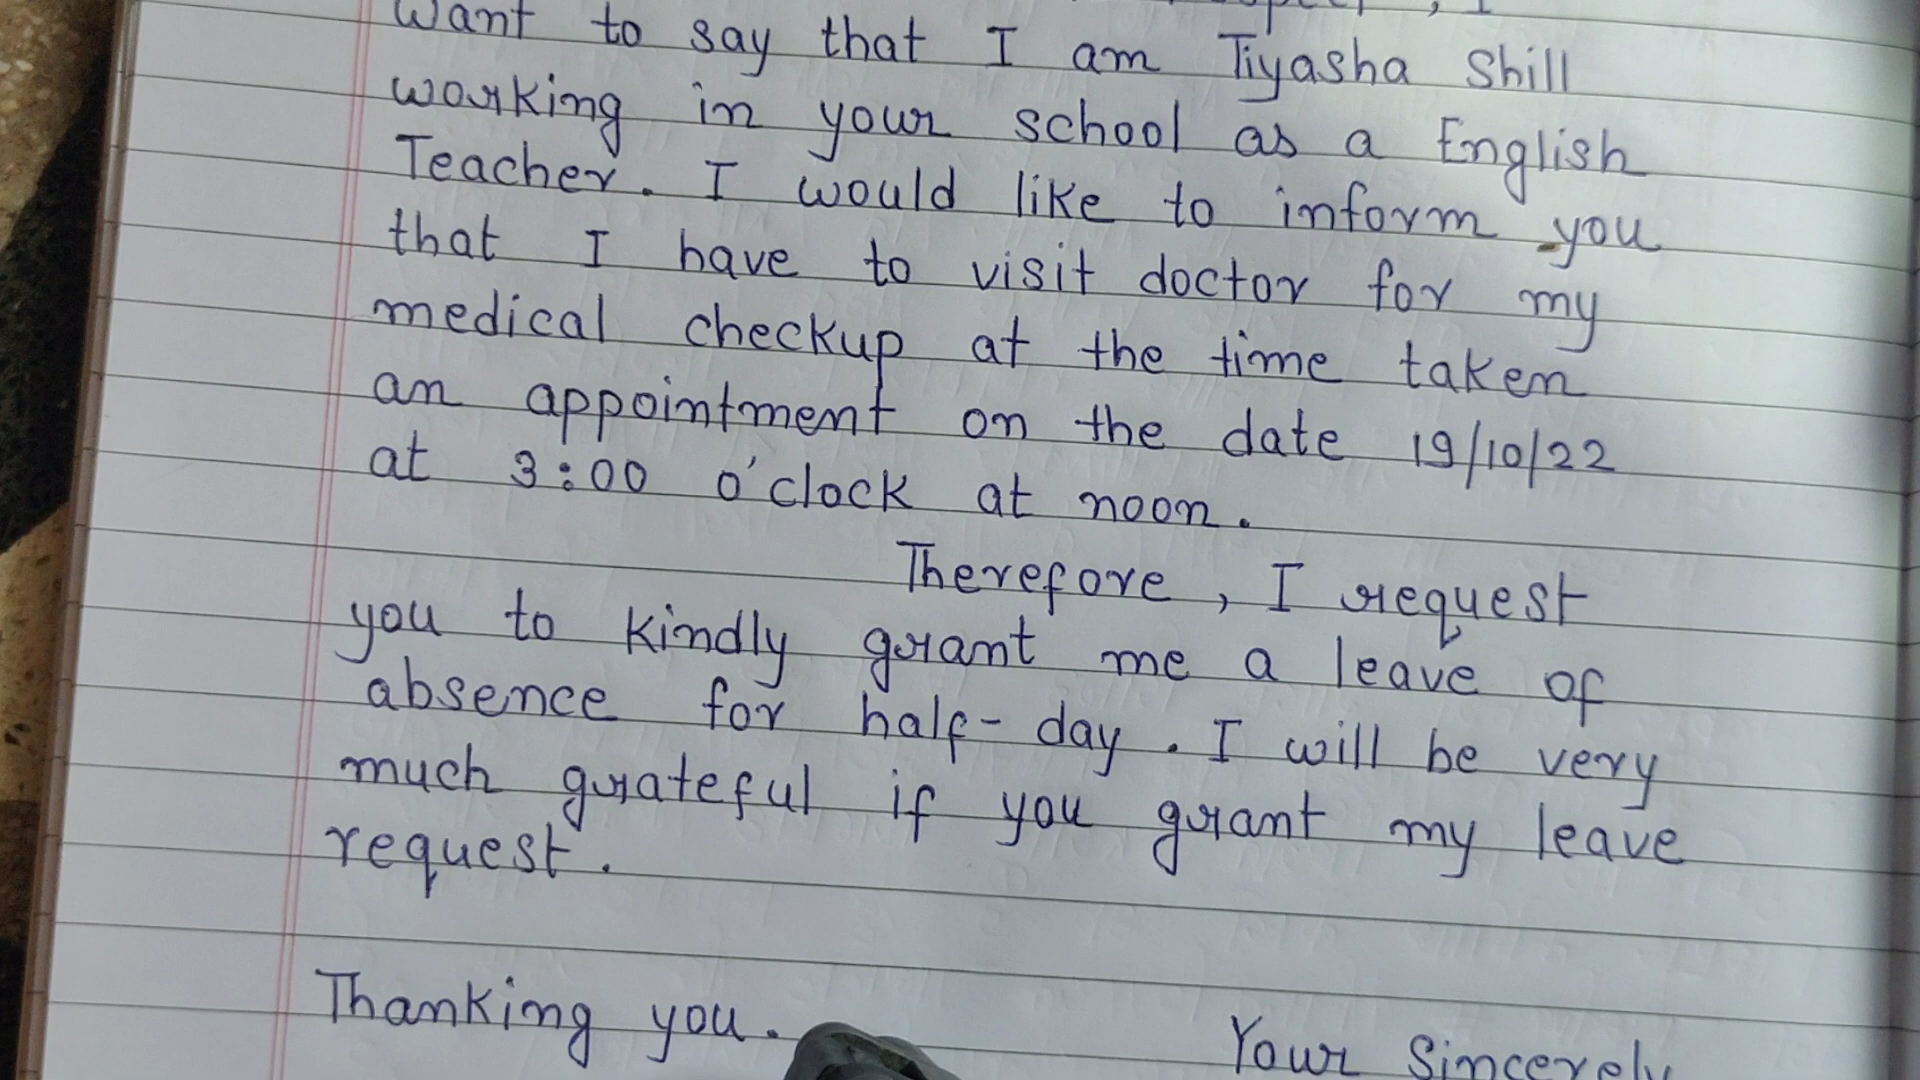 want to say that I am Tiyasha Shill
working in your school as a English
Teacher. I would like to inform you
that I have to visit doctor for my
medical checkup at the time taken
an appointment on the date 19/10/22
at 3:00 o'clock at noon.
Therefore, I request
you to kindly grant me a leave of
absence for half-day. I will be very
much grateful if you grant my leave
request.
Thanking you.
Your Sincerely